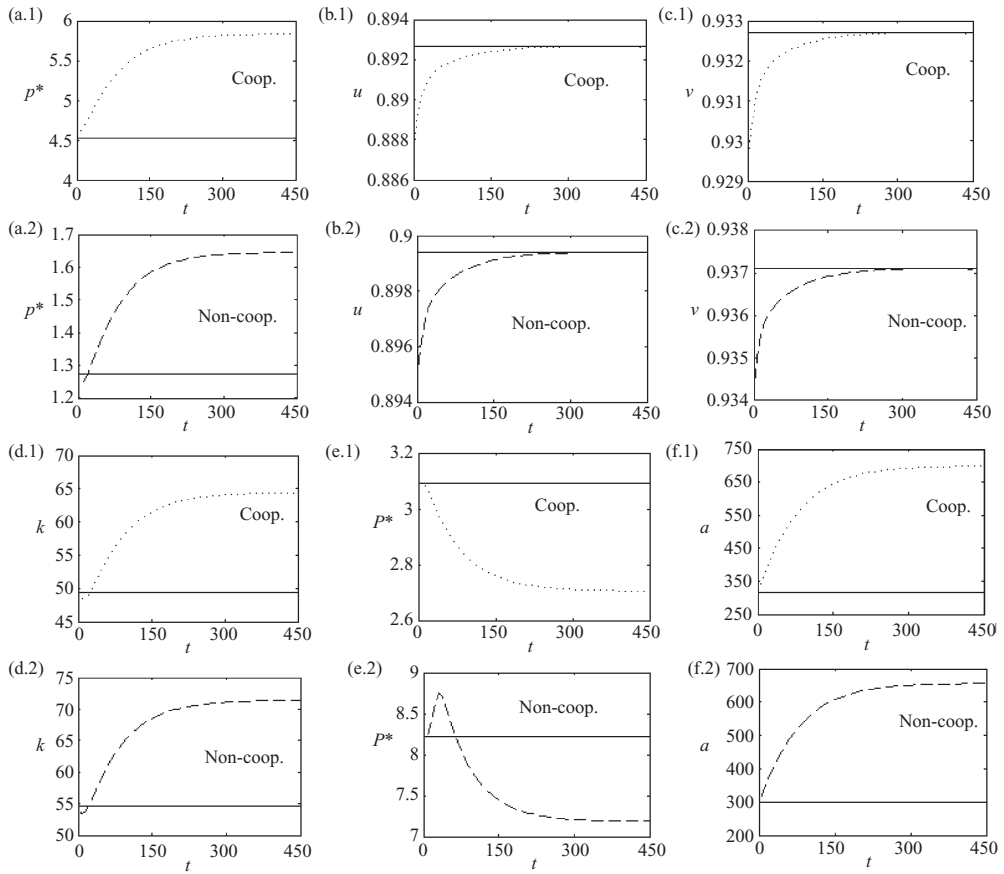 (a.1)
6
5.5
5
4.5
4
p*
Coop.
0 150 300 450
t
(b.1)
0.894
0.892
0.89
0.888
0.886
u
Coop.
0 150 300 450
t
(c.1)
0.933
0.932
0.931
0.93
0.929
v
Coop.
0 150 300 450
t
(a.2)
1.7
1.6
1.5
1.4
1.3
1.2
p*
Non-coop.
0 150 300 450
t
(b.2)
0.9
0.898
0.896
0.894
u
Non-coop.
0 150 300 450
t
(c.2)
0.938
0.937
0.936
0.935
0.934
v
Non-coop.
0 150 300 450
t
(d.1)
70
65
60
55
50
45
k
Coop.
0 150 300 450
t
(e.1)
3.2
3
2.8
2.6
P*
Coop.
0 150 300 450
t
(f.1)
750
650
550
450
350
250
a
Coop.
0 150 300 450
t
(d.2)
75
70
65
60
55
50
k
Non-coop.
0 150 300 450
t
(e.2)
9
8.5
8
7.5
7
P*
Non-coop.
0 150 300 450
t
(f.2)
700
600
500
400
300
200
a
Non-coop.
0 150 300 450
t